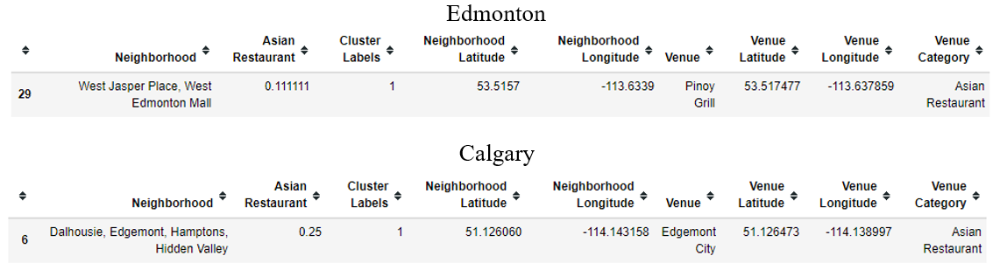 Edmonton
Asian Cluster Neighborhood Neighborhood Venue Venue Venue
Neighborhood Restaurant Labels Latitude Longitude Venue Latitude Longitude Category
29 West Jasper Place, West 0.111111 1 53.5157 -113.6339 Pinoy 53.517477 -113.637859 Asian
Edmonton Mall Grill Restaurant
Calgary
Asian Cluster Neighborhood Neighborhood Venue Venue Venue
Neighborhood Restaurant Labels Latitude Longitude Venue Latitude Longitude Category
6 Dalhousie, Edgemont, Hamptons, 0.25 1 51.126060 -114.143158 Edgemont 51.126473 -114.138997 Asian
Hidden Valley City Restaurant